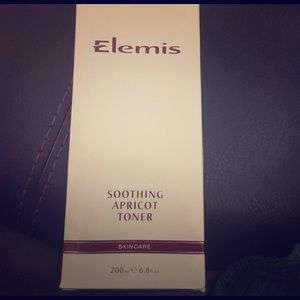 Elemis
SOOTHING
APRICOT
TONER
SKINCARE
200ml ℮ 6.8fl.oz.